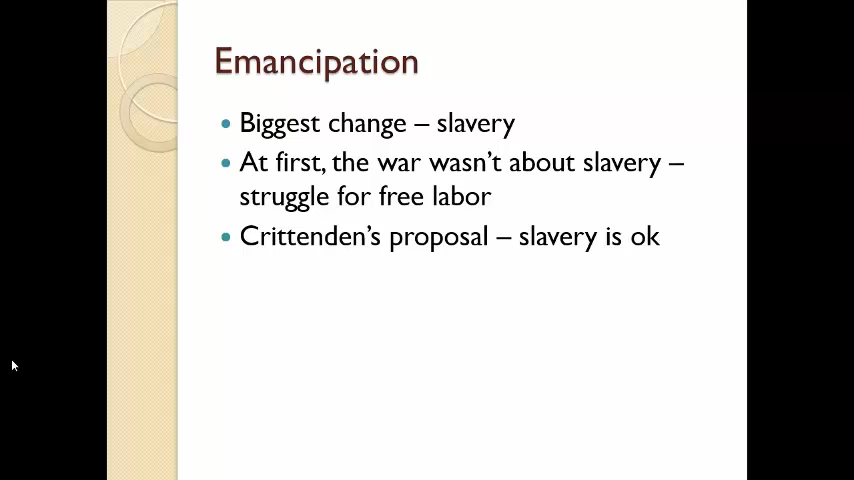 Emancipation
• Biggest change – slavery
• At first, the war wasn't about slavery –
struggle for free labor
• Crittenden's proposal – slavery is ok